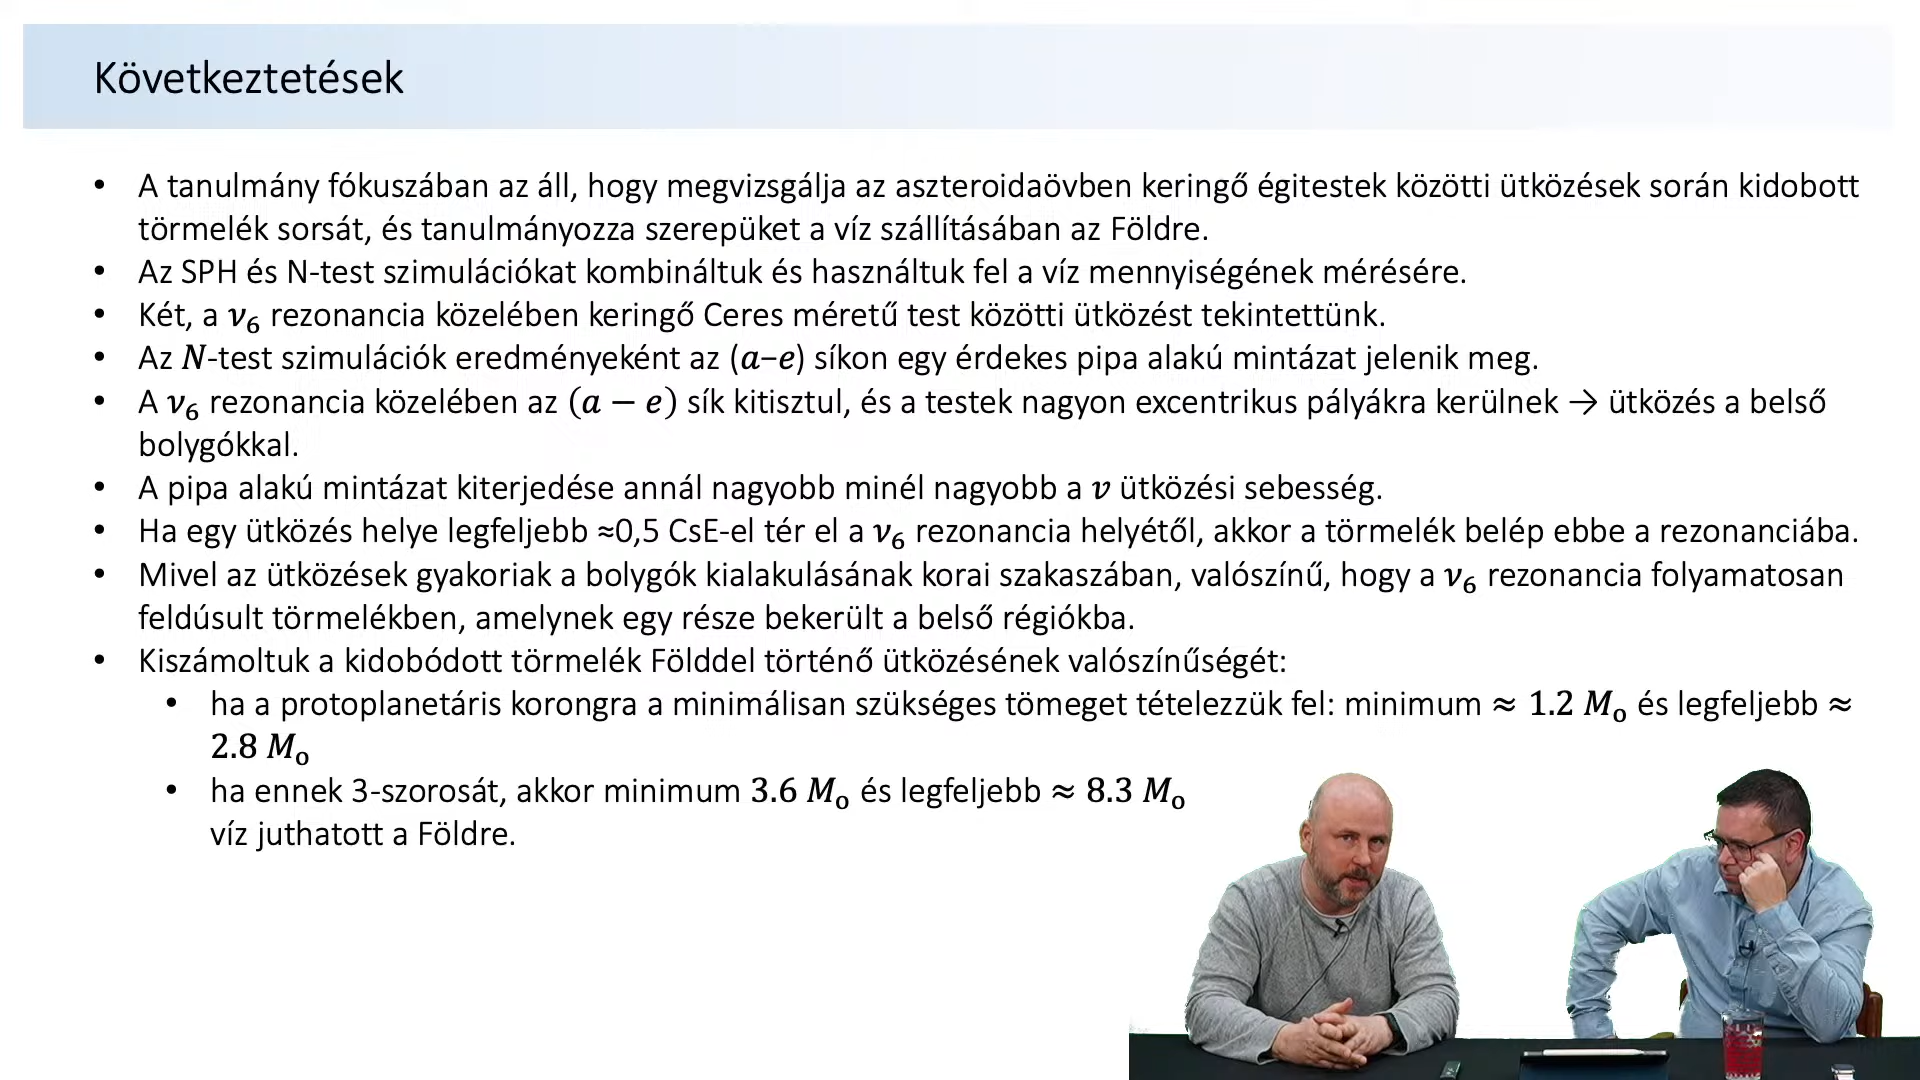 Következtetések
• A tanulmány fókuszában az áll, hogy megvizsgálja az aszteroidaövben keringő égitestek közötti ütközések során kidobott
törmelék sorsát, és tanulmányozza szerepüket a víz szállításában az Földre.
• Az SPH és N-test szimulációkat kombináltuk és használtuk fel a víz mennyiségének mérésére.
• Két, a ν₆ rezonancia közelében keringő Ceres méretű test közötti ütközést tekintettünk.
• Az N-test szimulációk eredményeként az (a–e) síkon egy érdekes pipa alakú mintázat jelenik meg.
• A ν₆ rezonancia közelében az (a − e) sík kitisztul, és a testek nagyon excentrikus pályákra kerülnek → ütközés a belső
bolygókkal.
• A pipa alakú mintázat kiterjedése annál nagyobb minél nagyobb a v ütközési sebesség.
• Ha egy ütközés helye legfeljebb ≈0,5 CsE-el tér el a ν₆ rezonancia helyétől, akkor a törmelék belép ebbe a rezonanciába.
• Mivel az ütközések gyakoriak a bolygók kialakulásának korai szakaszában, valószínű, hogy a ν₆ rezonancia folyamatosan
feldúsult törmelékben, amelynek egy része bekerült a belső régiókba.
• Kiszámoltuk a kidobódott törmelék Földdel történő ütközésének valószínűségét:
• ha a protoplanetáris korongra a minimálisan szükséges tömeget tételezzük fel: minimum ≈ 1.2 Mₒ és legfeljebb ≈
2.8 Mₒ
• ha ennek 3-szorosát, akkor minimum 3.6 Mₒ és legfeljebb ≈ 8.3 Mₒ
víz juthatott a Földre.